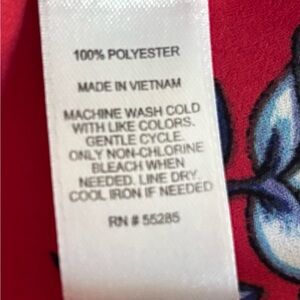 100% POLYESTER
MADE IN VIETNAM
MACHINE WASH COLD
WITH LIKE COLORS.
GENTLE CYCLE.
ONLY NON-CHLORINE
BLEACH WHEN
NEEDED. LINE DRY.
COOL IRON IF NEEDED
RN # 55285